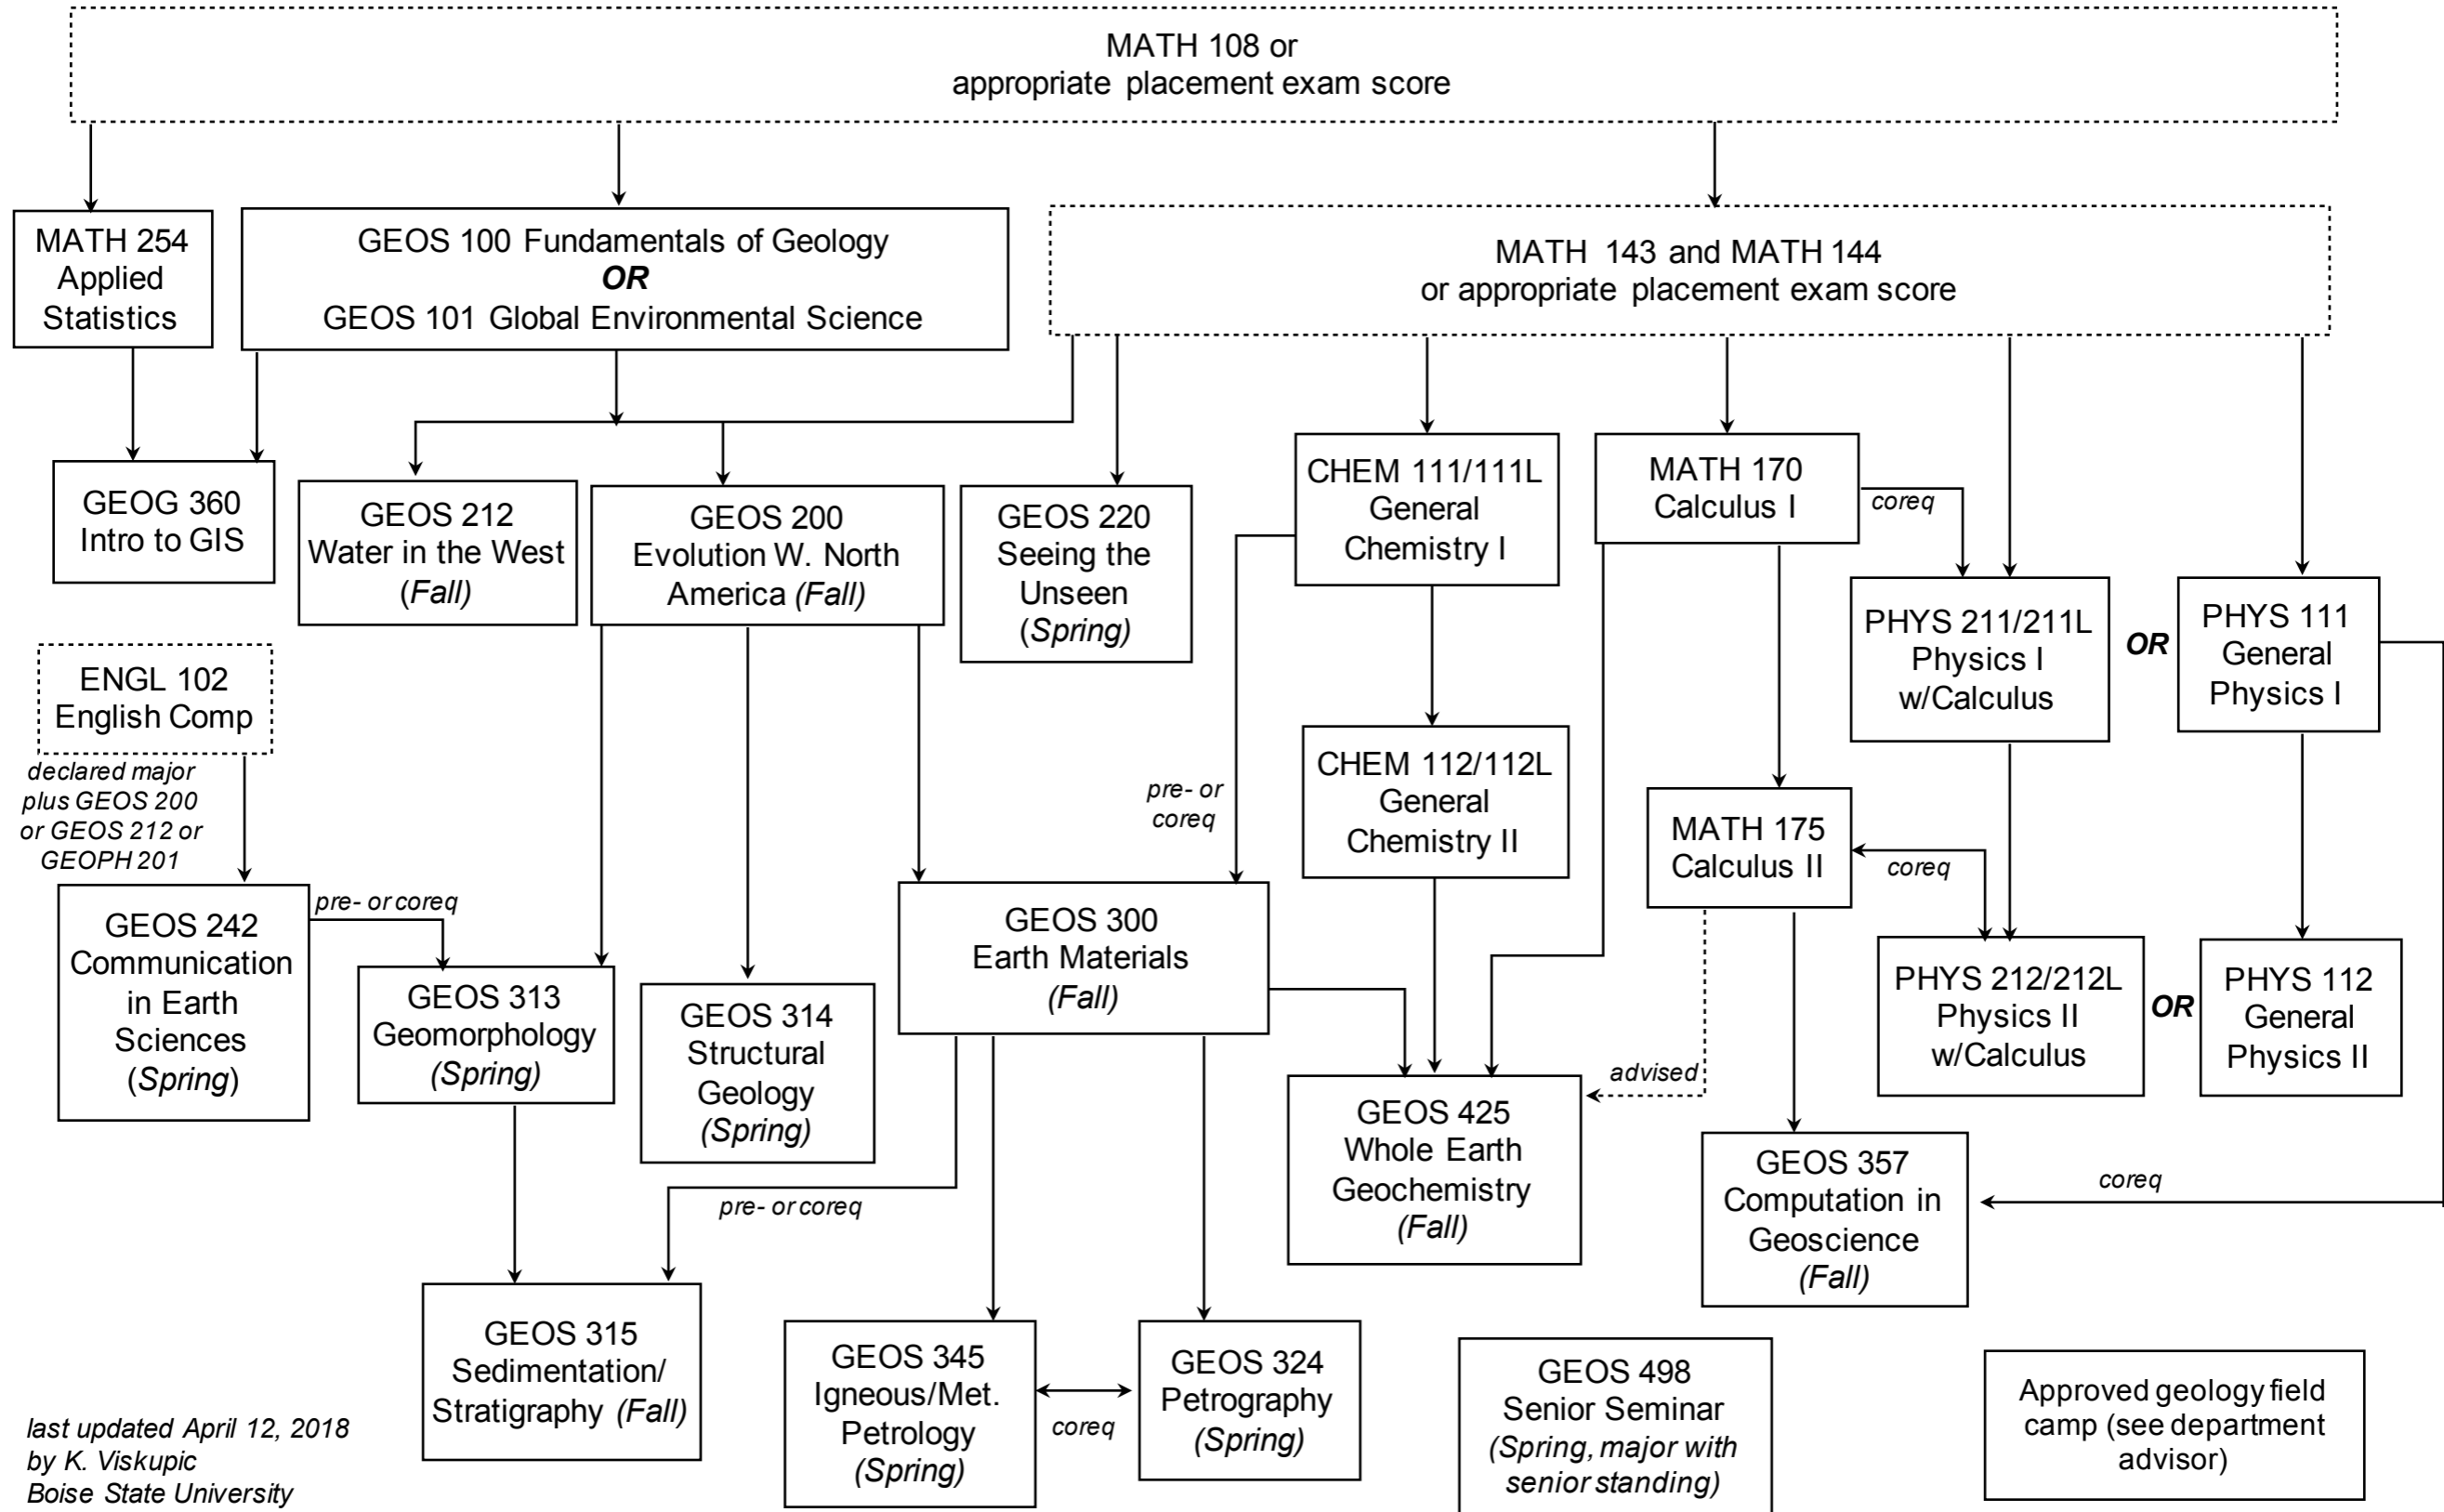 MATH 108 or
appropriate placement exam score
MATH 254
Applied
Statistics
GEOS 100 Fundamentals of Geology
OR
GEOS 101 Global Environmental Science
MATH 143 and MATH 144
or appropriate placement exam score
GEOG 360
Intro to GIS
GEOS 212
Water in the West
(Fall)
GEOS 200
Evolution W. North
America (Fall)
GEOS 220
Seeing the
Unseen
(Spring)
CHEM 111/111L
General
Chemistry I
MATH 170
Calculus I
coreq
PHYS 211/211L
Physics I
w/Calculus
OR
PHYS 111
General
Physics I
ENGL 102
English Comp
declared major
plus GEOS 200
or GEOS 212 or
GEOPH 201
pre- or
coreq
CHEM 112/112L
General
Chemistry II
MATH 175
Calculus II
coreq
GEOS 242
Communication
in Earth
Sciences
(Spring)
pre- or coreq
GEOS 313
Geomorphology
(Spring)
GEOS 314
Structural
Geology
(Spring)
GEOS 300
Earth Materials
(Fall)
PHYS 212/212L
Physics II
w/Calculus
OR
PHYS 112
General
Physics II
advised
GEOS 425
Whole Earth
Geochemistry
(Fall)
GEOS 357
Computation in
Geoscience
(Fall)
coreq
pre- or coreq
GEOS 315
Sedimentation/
Stratigraphy (Fall)
GEOS 345
Igneous/Met.
Petrology
(Spring)
coreq
GEOS 324
Petrography
(Spring)
GEOS 498
Senior Seminar
(Spring, major with
senior standing)
Approved geology field
camp (see department
advisor)
last updated April 12, 2018
by K. Viskupic
Boise State University